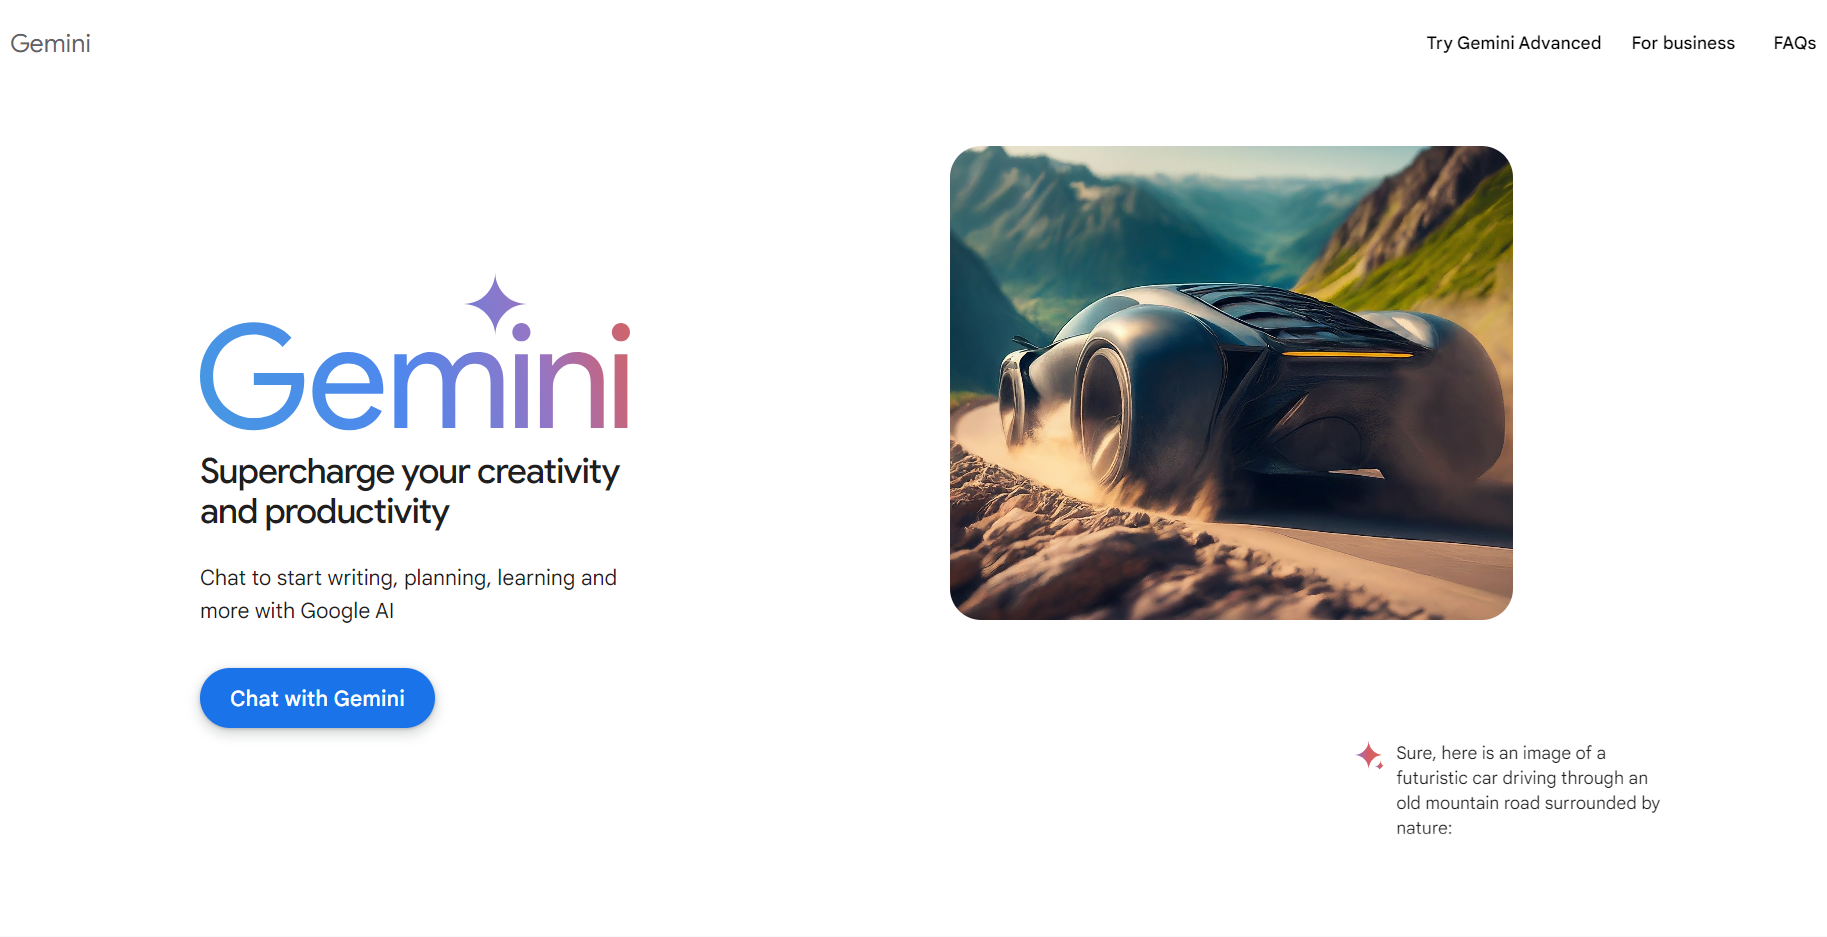 Gemini
Try Gemini Advanced
For business
FAQs
Gemini
Supercharge your creativity
and productivity
Chat to start writing, planning, learning and
more with Google AI
Chat with Gemini
Sure, here is an image of a
futuristic car driving through an
old mountain road surrounded by
nature: